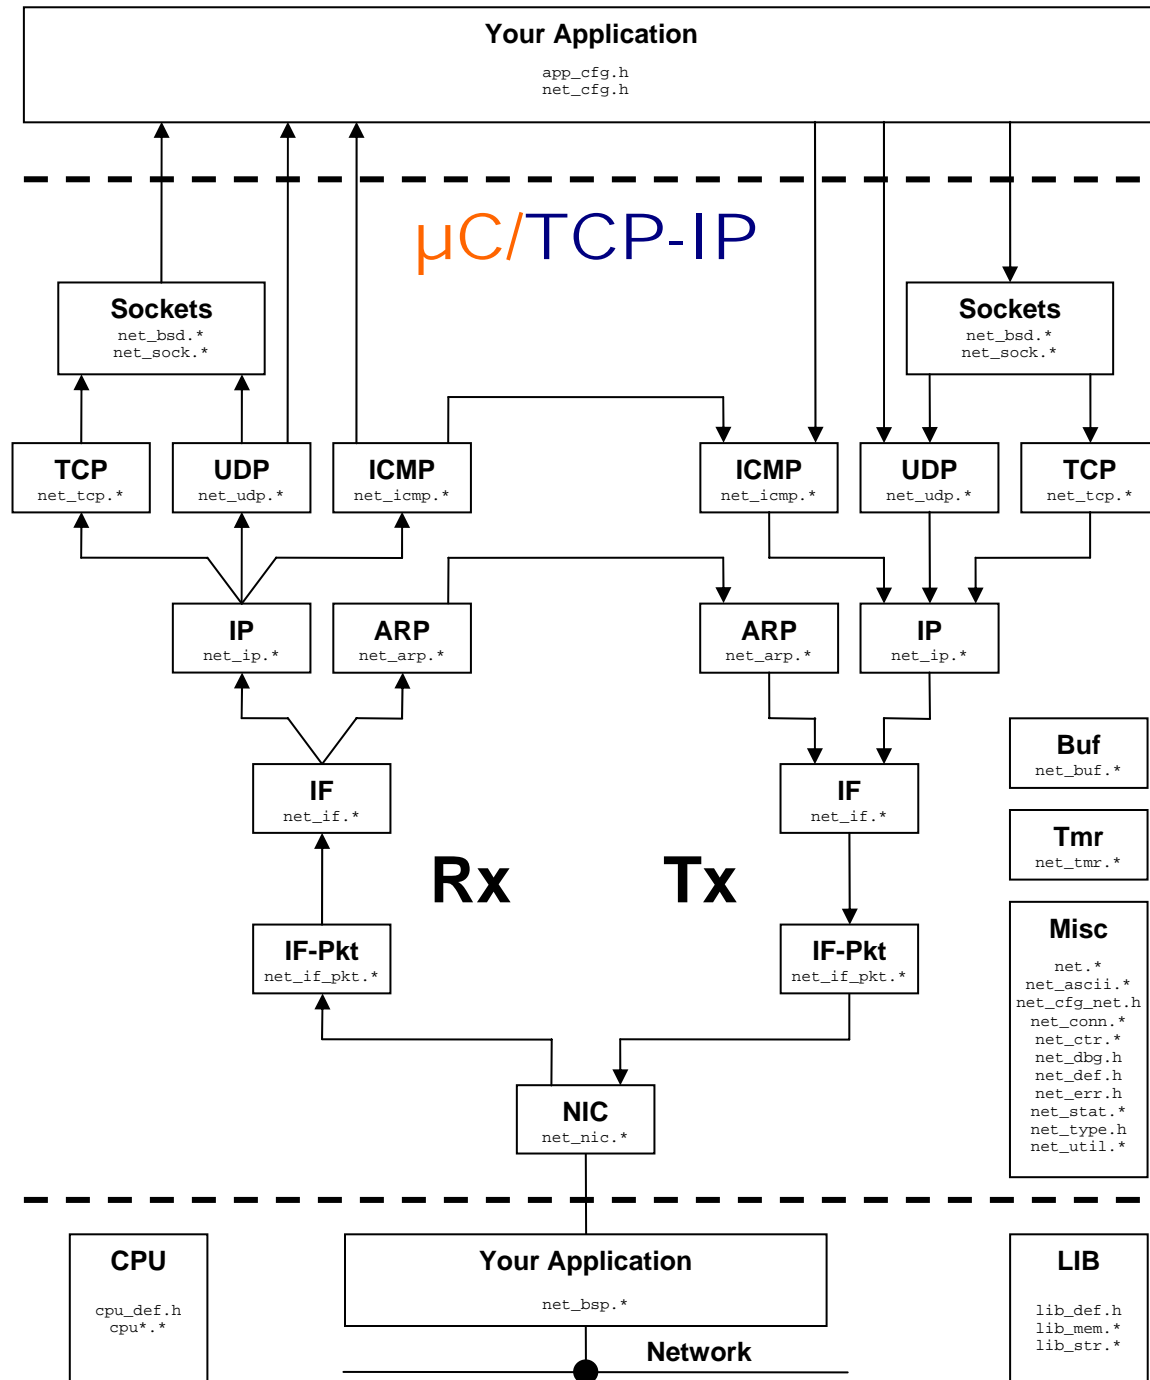 Your Application
app_cfg.h
net_cfg.h
µC/TCP-IP
Sockets
net_bsd.*
net_sock.*
Sockets
net_bsd.*
net_sock.*
TCP
net_tcp.*
UDP
net_udp.*
ICMP
net_icmp.*
ICMP
net_icmp.*
UDP
net_udp.*
TCP
net_tcp.*
IP
net_ip.*
ARP
net_arp.*
ARP
net_arp.*
IP
net_ip.*
IF
net_if.*
IF
net_if.*
Buf
net_buf.*
Tmr
net_tmr.*
Rx
Tx
IF-Pkt
net_if_pkt.*
IF-Pkt
net_if_pkt.*
Misc
net.*
net_ascii.*
net_cfg_net.h
net_conn.*
net_ctr.*
net_dbg.h
net_def.h
net_err.h
net_stat.*
net_type.h
net_util.*
NIC
net_nic.*
CPU
cpu_def.h
cpu*.*
Your Application
net_bsp.*
LIB
lib_def.h
lib_mem.*
lib_str.*
Network